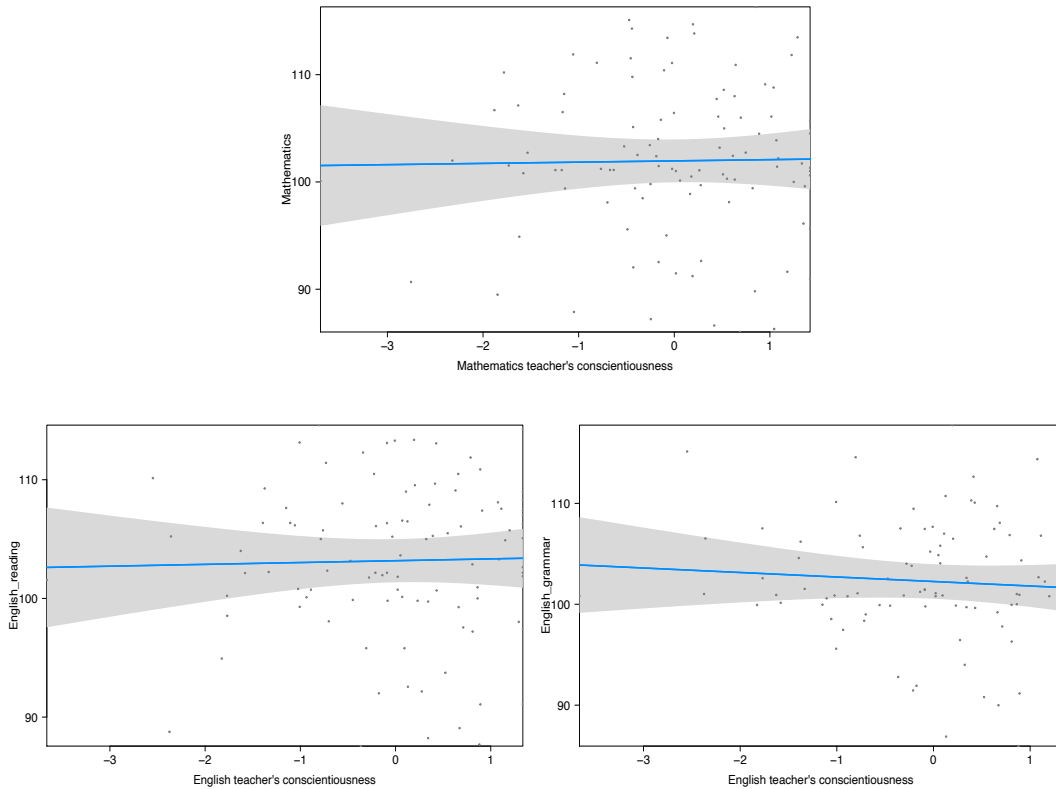 Mathematics
110
100
90
−3 −2 −1 0 1
Mathematics teacher's conscientiousness
English_reading
110
100
90
−3 −2 −1 0 1
English teacher's conscientiousness
English_grammar
110
100
90
−3 −2 −1 0 1
English teacher's conscientiousness